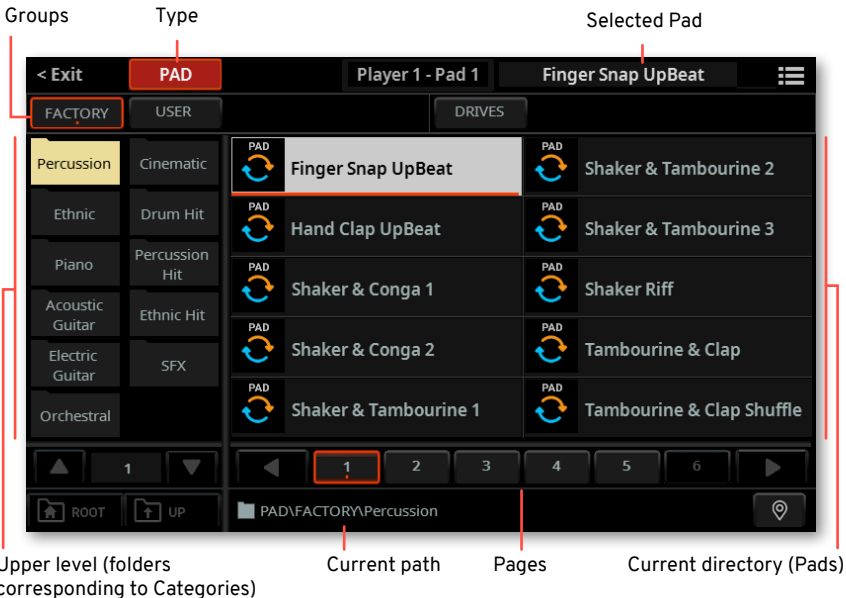 Groups
Type
Selected Pad
< Exit
PAD
Player 1 - Pad 1
Finger Snap UpBeat
FACTORY
USER
DRIVES
Percussion
Cinematic
Ethnic
Drum Hit
Piano
Percussion
Hit
Acoustic
Guitar
Ethnic Hit
Electric
Guitar
SFX
Orchestral
PAD
Finger Snap UpBeat
PAD
Shaker & Tambourine 2
PAD
Hand Clap UpBeat
PAD
Shaker & Tambourine 3
PAD
Shaker & Conga 1
PAD
Shaker Riff
PAD
Shaker & Conga 2
PAD
Tambourine & Clap
PAD
Shaker & Tambourine 1
PAD
Tambourine & Clap Shuffle
1
1
2
3
4
5
6
ROOT
UP
PAD\FACTORY\Percussion
Upper level (folders
corresponding to Categories)
Current path
Pages
Current directory (Pads)